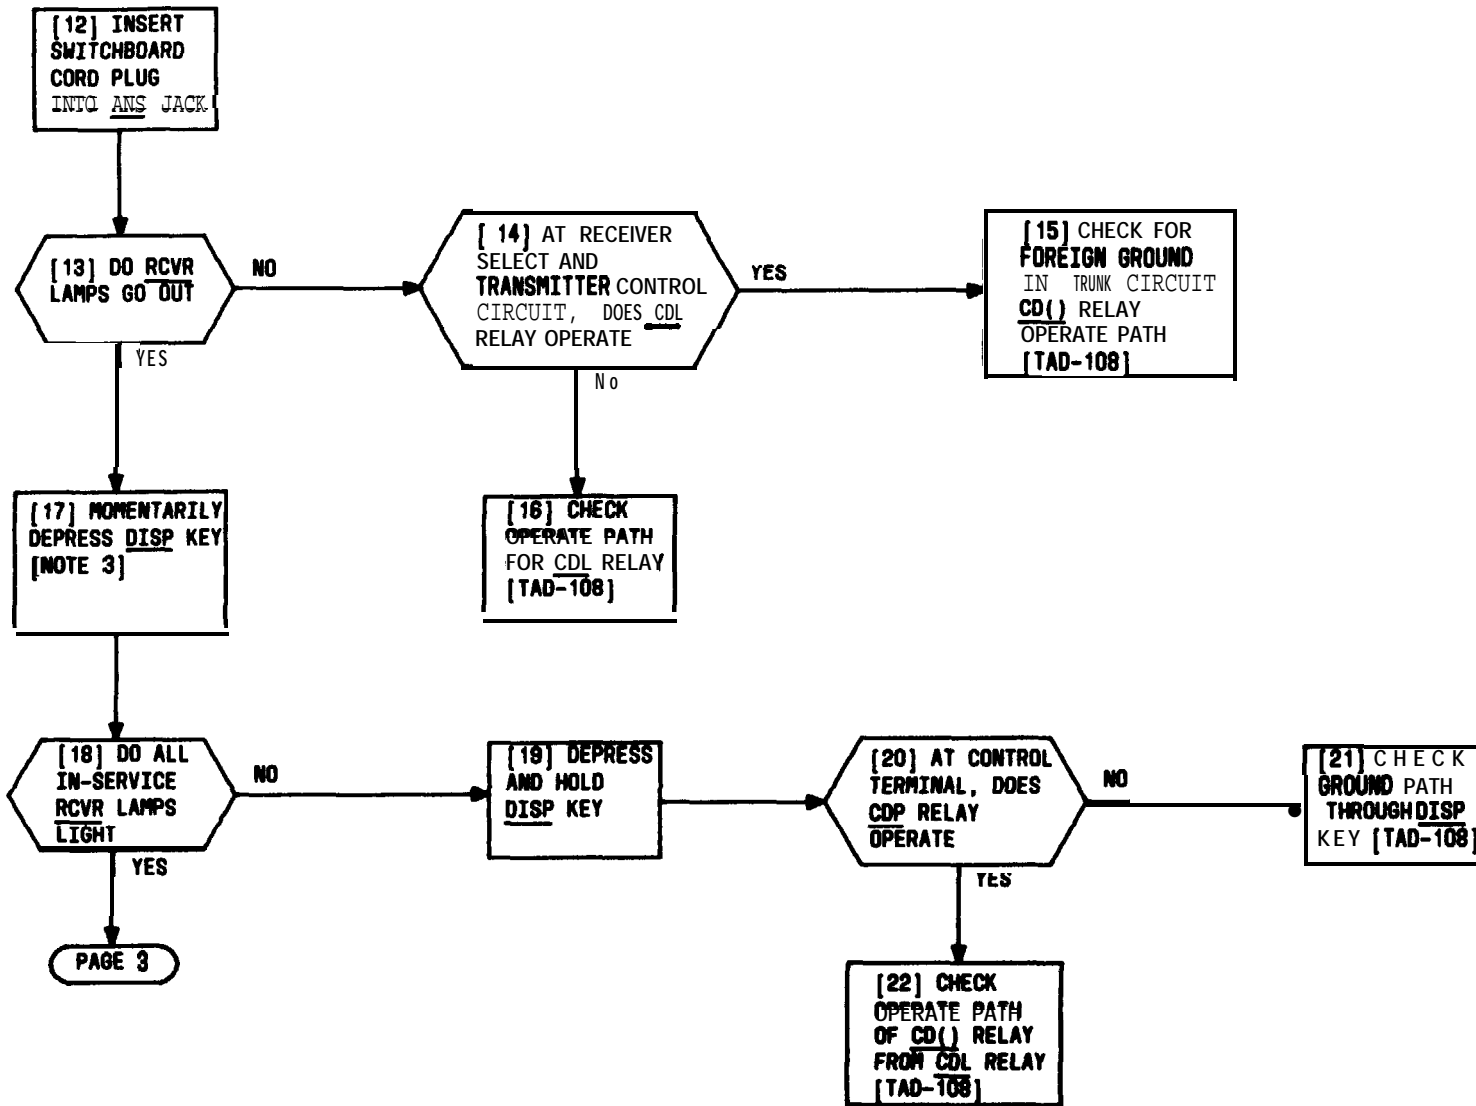 [12] INSERT
SWITCHBOARD
CORD PLUG
INTO ANS JACK
[13] DO RCVR
LAMPS GO OUT
NO
YES
[ 14] AT RECEIVER
SELECT AND
TRANSMITTER CONTROL
CIRCUIT, DOES CDL
RELAY OPERATE
YES
No
[15] CHECK FOR
FOREIGN GROUND
IN TRUNK CIRCUIT
CD() RELAY
OPERATE PATH
[TAD-108]
[17] MOMENTARILY
DEPRESS DISP KEY
[NOTE 3]
[16] CHECK
OPERATE PATH
FOR CDL RELAY
[TAD-108]
[18] DO ALL
IN-SERVICE
RCVR LAMPS
LIGHT
NO
YES
[19] DEPRESS
AND HOLD
DISP KEY
[20] AT CONTROL
TERMINAL, DOES
CDP RELAY
OPERATE
NO
YES
[21] CHECK
GROUND PATH
THROUGH DISP
KEY [TAD-108]
PAGE 3
[22] CHECK
OPERATE PATH
OF CD() RELAY
FROM CDL RELAY
[TAD-108]